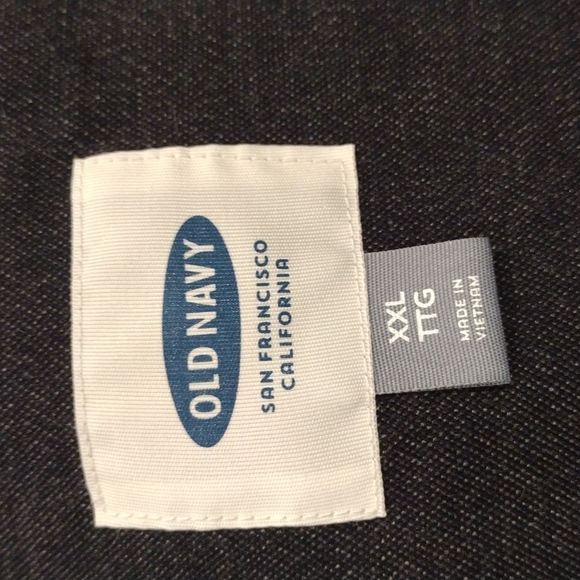 OLD NAVY
SAN FRANCISCO
CALIFORNIA
XXL
TTG
MADE IN
VIETNAM